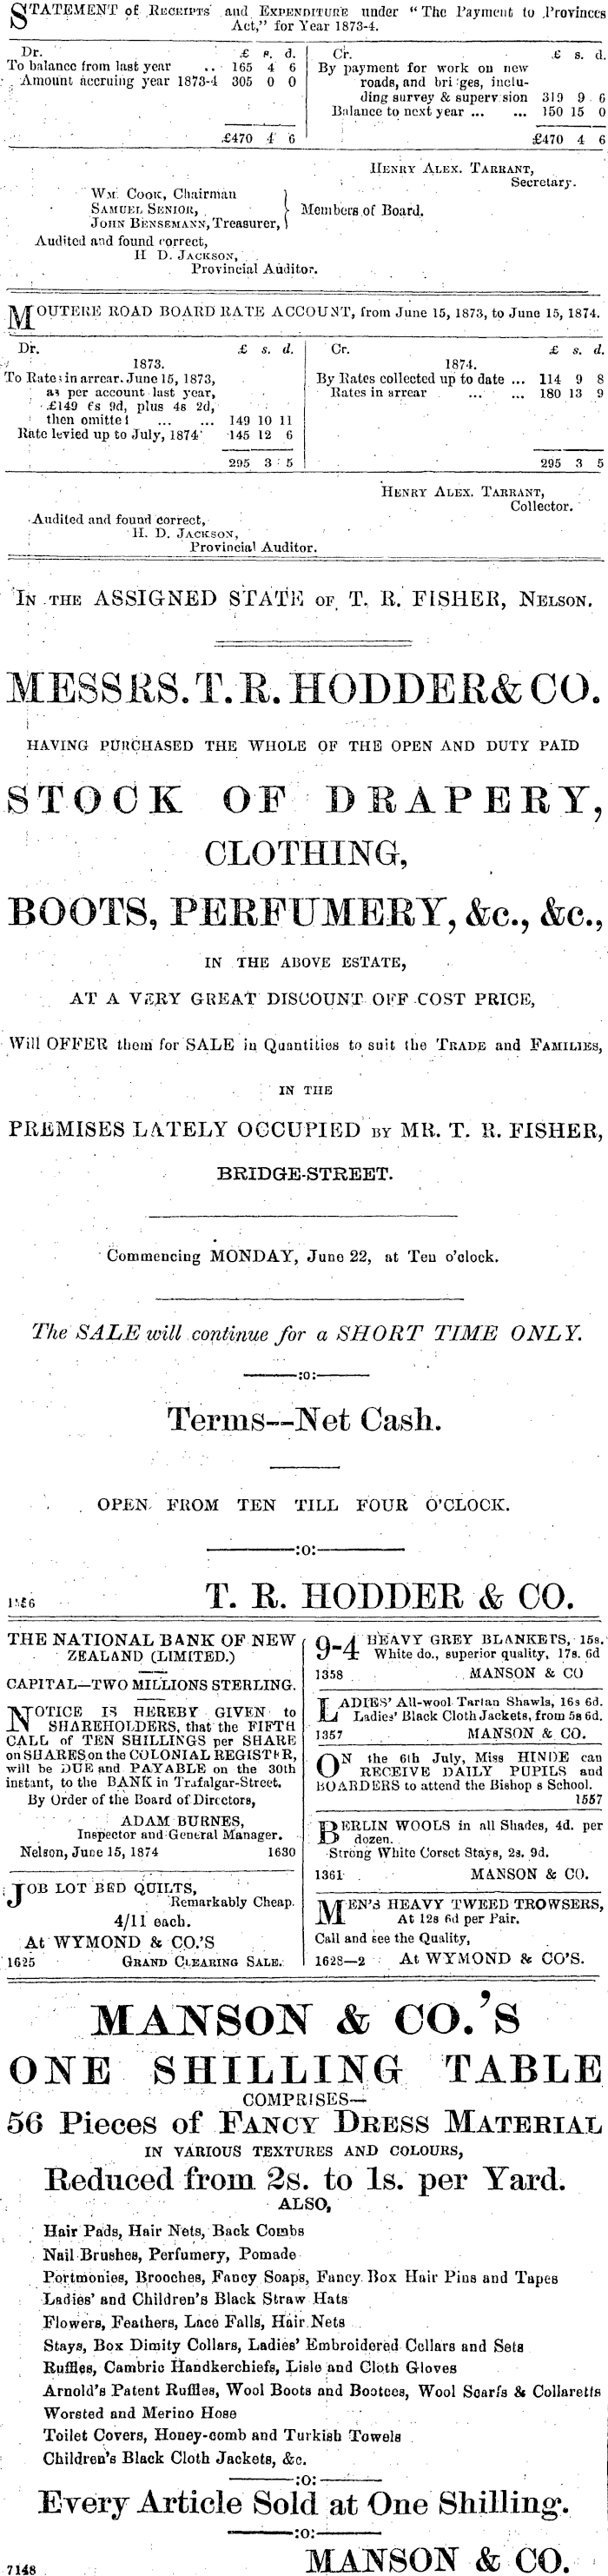 STATEMENT of RECEIPTS and EXPENDITURE under "The Payment to Provinces
Act," for Year 1873-4.
Dr. £ s. d.
To balance from last year .. 165 4 6
Amount accruing year 1873-4 305 0 0
£470 4 6
Cr. £ s. d.
By payment for work on new
roads, and bridges, inclu-
ding survey & supervision 319 9 6
Balance to next year ... ... 150 15 0
£470 4 6
HENRY ALEX. TARRANT,
Secretary.
WM. COOK, Chairman
SAMUEL SENIOR,
JOHN BENSEMANN, Treasurer,
Members of Board.
Audited and found correct,
H D. JACKSON,
Provincial Auditor.
MOUTERE ROAD BOARD RATE ACCOUNT, from June 15, 1873, to June 15, 1874.
Dr. £ s. d.
1873.
To Rates in arrear. June 15, 1873,
as per account last year,
£149 6s 9d, plus 4s 2d,
then omitted ... ... 149 10 11
Rate levied up to July, 1874 145 12 6
295 3 5
Cr. £ s. d.
1874.
By Rates collected up to date ... 114 9 8
Rates in arrear ... ... 180 13 9
295 3 5
HENRY ALEX. TARRANT,
Collector.
Audited and found correct,
H. D. JACKSON,
Provincial Auditor.
IN THE ASSIGNED STATE OF T. R. FISHER, NELSON.
MESSRS. T. R. HODDER & CO.
HAVING PURCHASED THE WHOLE OF THE OPEN AND DUTY PAID
STOCK OF DRAPERY,
CLOTHING,
BOOTS, PERFUMERY, &c., &c.,
IN THE ABOVE ESTATE,
AT A VERY GREAT DISCOUNT OFF COST PRICE,
Will OFFER them for SALE in Quantities to suit the TRADE and FAMILIES,
IN THE
PREMISES LATELY OCCUPIED BY MR. T. R. FISHER,
BRIDGE-STREET.
Commencing MONDAY, June 22, at Ten o'clock.
The SALE will continue for a SHORT TIME ONLY.
:o:
Terms--Net Cash.
OPEN FROM TEN TILL FOUR O'CLOCK.
:o:
T. R. HODDER & CO.
THE NATIONAL BANK OF NEW
ZEALAND (LIMITED.)
CAPITAL—TWO MILLIONS STERLING.
NOTICE IS HEREBY GIVEN to
SHAREHOLDERS, that the FIFTH
CALL of TEN SHILLINGS per SHARE
on SHARES on the COLONIAL REGISTER,
will be DUE and PAYABLE on the 30th
instant, to the BANK in Trafalgar-Street.
By Order of the Board of Directors,
ADAM BURNES,
Inspector and General Manager.
Nelson, June 15, 1874 1630
JOB LOT BED QUILTS,
Remarkably Cheap.
4/11 each.
At WYMOND & CO.'S
1625 GRAND CLEARING SALE.
9-4 HEAVY GREY BLANKETS, 15s.
White do., superior quality, 17s. 6d
1358 MANSON & CO
LADIES' All-wool Tartan Shawls, 16s 6d.
Ladies' Black Cloth Jackets, from 5s 6d.
1357 MANSON & CO.
ON the 6th July, Miss HINDE can
RECEIVE DAILY PUPILS and
BOARDERS to attend the Bishop s School.
1557
BERLIN WOOLS in all Shades, 4d. per
dozen.
Strong White Corset Stays, 2s. 9d.
1361 MANSON & CO.
MEN'S HEAVY TWEED TROWSERS,
At 12s 6d per Pair.
Call and see the Quality,
1628—2 At WYMOND & CO'S.
MANSON & CO.'S
ONE SHILLING TABLE
COMPRISES—
56 Pieces of FANCY DRESS MATERIAL
IN VARIOUS TEXTURES AND COLOURS,
Reduced from 2s. to 1s. per Yard.
ALSO,
Hair Pads, Hair Nets, Back Combs
Nail Brushes, Perfumery, Pomade
Portmonies, Brooches, Fancy Soaps, Fancy Box Hair Pins and Tapes
Ladies' and Children's Black Straw Hats
Flowers, Feathers, Lace Falls, Hair Nets
Stays, Box Dimity Collars, Ladies' Embroidered Collars and Sets
Ruffles, Cambric Handkerchiefs, Lisle and Cloth Gloves
Arnold's Patent Ruffles, Wool Boots and Bootees, Wool Scarfs & Collaretts
Worsted and Merino Hose
Toilet Covers, Honey-comb and Turkish Towels
Children's Black Cloth Jackets, &c.
:o:
Every Article Sold at One Shilling.
:o:
7148 MANSON & CO.